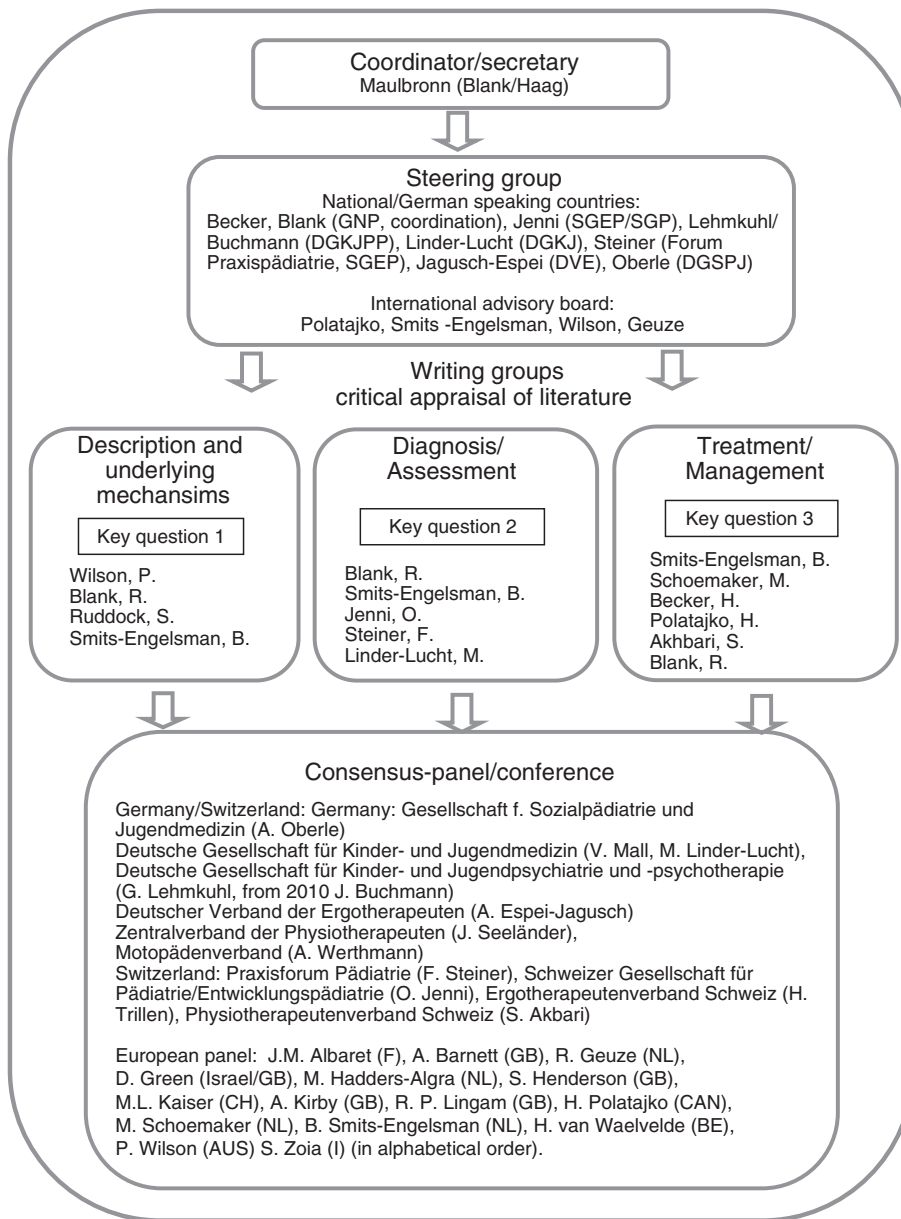 Coordinator/secretary
Maulbronn (Blank/Haag)
Steering group
National/German speaking countries:
Becker, Blank (GNP, coordination), Jenni (SGEP/SGP), Lehmkuhl/
Buchmann (DGKJPP), Linder-Lucht (DGKJ), Steiner (Forum
Praxispädiatrie, SGEP), Jagusch-Espei (DVE), Oberle (DGSPJ)
International advisory board:
Polatajko, Smits -Engelsman, Wilson, Geuze
Writing groups
critical appraisal of literature
Description and
underlying
mechansims
Key question 1
Wilson, P.
Blank, R.
Ruddock, S.
Smits-Engelsman, B.
Diagnosis/
Assessment
Key question 2
Blank, R.
Smits-Engelsman, B.
Jenni, O.
Steiner, F.
Linder-Lucht, M.
Treatment/
Management
Key question 3
Smits-Engelsman, B.
Schoemaker, M.
Becker, H.
Polatajko, H.
Akhbari, S.
Blank, R.
Consensus-panel/conference
Germany/Switzerland: Germany: Gesellschaft f. Sozialpädiatrie und
Jugendmedizin (A. Oberle)
Deutsche Gesellschaft für Kinder- und Jugendmedizin (V. Mall, M. Linder-Lucht),
Deutsche Gesellschaft für Kinder- und Jugendpsychiatrie und -psychotherapie
(G. Lehmkuhl, from 2010 J. Buchmann)
Deutscher Verband der Ergotherapeuten (A. Espei-Jagusch)
Zentralverband der Physiotherapeuten (J. Seeländer),
Motopädenverband (A. Werthmann)
Switzerland: Praxisforum Pädiatrie (F. Steiner), Schweizer Gesellschaft für
Pädiatrie/Entwicklungspädiatrie (O. Jenni), Ergotherapeutenverband Schweiz (H.
Trillen), Physiotherapeutenverband Schweiz (S. Akbari)
European panel: J.M. Albaret (F), A. Barnett (GB), R. Geuze (NL),
D. Green (Israel/GB), M. Hadders-Algra (NL), S. Henderson (GB),
M.L. Kaiser (CH), A. Kirby (GB), R. P. Lingam (GB), H. Polatajko (CAN),
M. Schoemaker (NL), B. Smits-Engelsman (NL), H. van Waelvelde (BE),
P. Wilson (AUS) S. Zoia (I) (in alphabetical order).